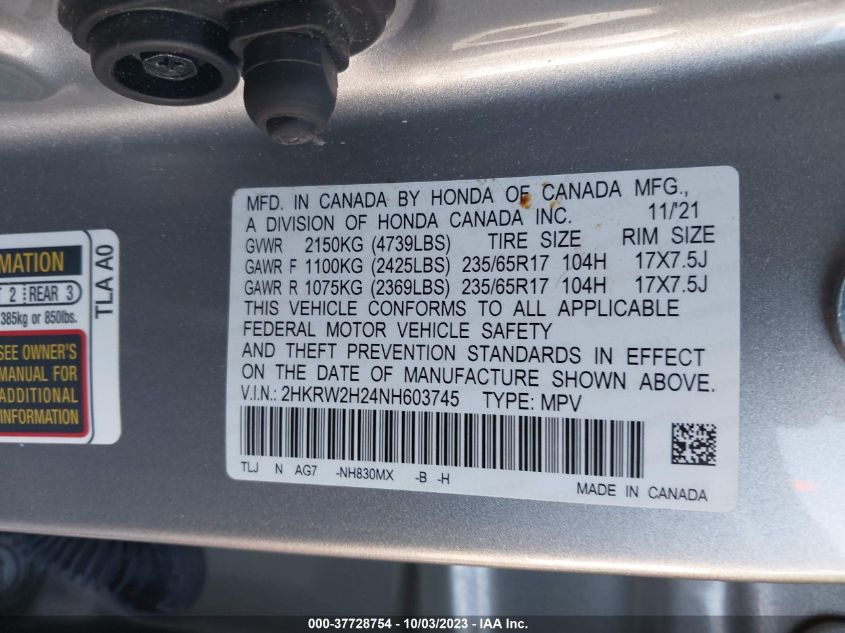 MFD. IN CANADA BY HONDA OF CANADA MFG.,
A DIVISION OF HONDA CANADA INC. 11/'21
GVWR 2150KG (4739LBS) TIRE SIZE RIM SIZE
GAWR F 1100KG (2425LBS) 235/65R17 104H 17X7.5J
GAWR R 1075KG (2369LBS) 235/65R17 104H 17X7.5J
THIS VEHICLE CONFORMS TO ALL APPLICABLE
FEDERAL MOTOR VEHICLE SAFETY
AND THEFT PREVENTION STANDARDS IN EFFECT
ON THE DATE OF MANUFACTURE SHOWN ABOVE.
V.I.N.: 2HKRW2H24NH603745 TYPE: MPV
TLJ N AG7 -NH830MX -B -H
MADE IN CANADA
MATION
2 REAR 3
385kg or 850lbs.
SEE OWNER'S
MANUAL FOR
ADDITIONAL
INFORMATION
TLA A0
000-37728754 - 10/03/2023 - IAA Inc.